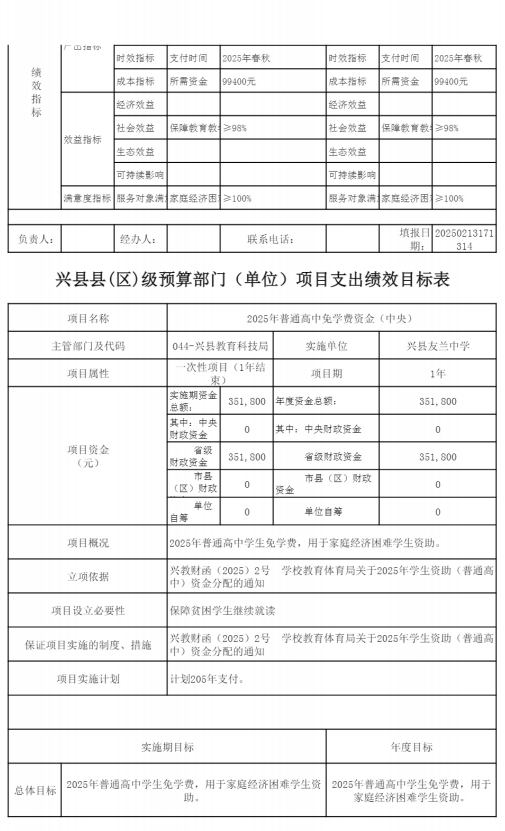 产出指标
时效指标 支付时间 2025年春秋 时效指标 支付时间 2025年春秋
绩效指标
成本指标 所需资金 99400元 成本指标 所需资金 99400元
效益指标
经济效益 经济效益
社会效益 保障教育教 ≥98% 社会效益 保障教育教 ≥98%
生态效益 生态效益
可持续影响 可持续影响
满意度指标 服务对象满 家庭经济困 ≥100% 服务对象满 家庭经济困 ≥100%
负责人: 经办人: 联系电话: 填报日期: 20250213171314
兴县县(区)级预算部门（单位）项目支出绩效目标表
项目名称 2025年普通高中免学费资金（中央）
主管部门及代码 044-兴县教育科技局 实施单位 兴县友兰中学
项目属性 一次性项目（1年结束） 项目期 1年
项目资金（元）
实施期资金总额: 351,800 年度资金总额: 351,800
其中: 中央财政资金 0 其中: 中央财政资金 0
省级财政资金 351,800 省级财政资金 351,800
市县（区）财政 0 市县（区）财政资金 0
单位自筹 0 单位自筹 0
项目概况 2025年普通高中学生免学费，用于家庭经济困难学生资助。
立项依据 兴教财函（2025）2号 学校教育体育局关于2025年学生资助（普通高中）资金分配的通知
项目设立必要性 保障贫困学生继续就读
保证项目实施的制度、措施 兴教财函（2025）2号 学校教育体育局关于2025年学生资助（普通高中）资金分配的通知
项目实施计划 计划205年支付。
实施期目标 年度目标
总体目标 2025年普通高中学生免学费，用于家庭经济困难学生资助。 2025年普通高中学生免学费，用于家庭经济困难学生资助。